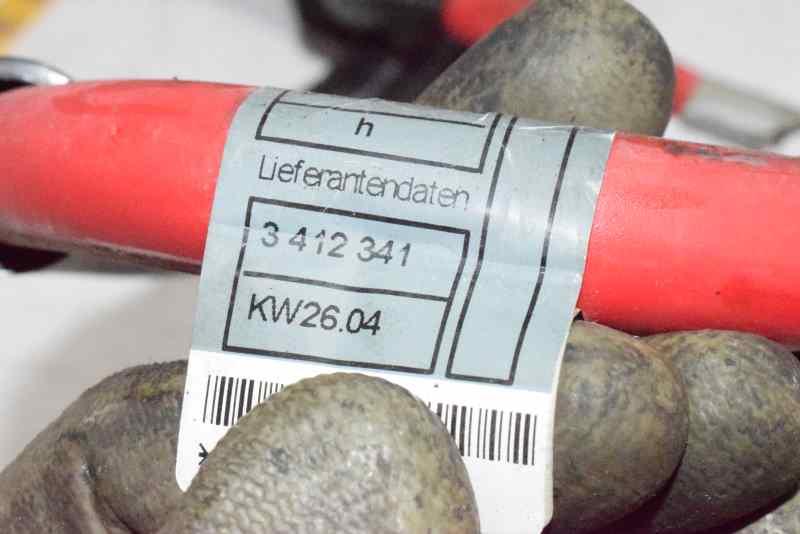 h
Lieferantendaten
3 412 341
KW26.04
*